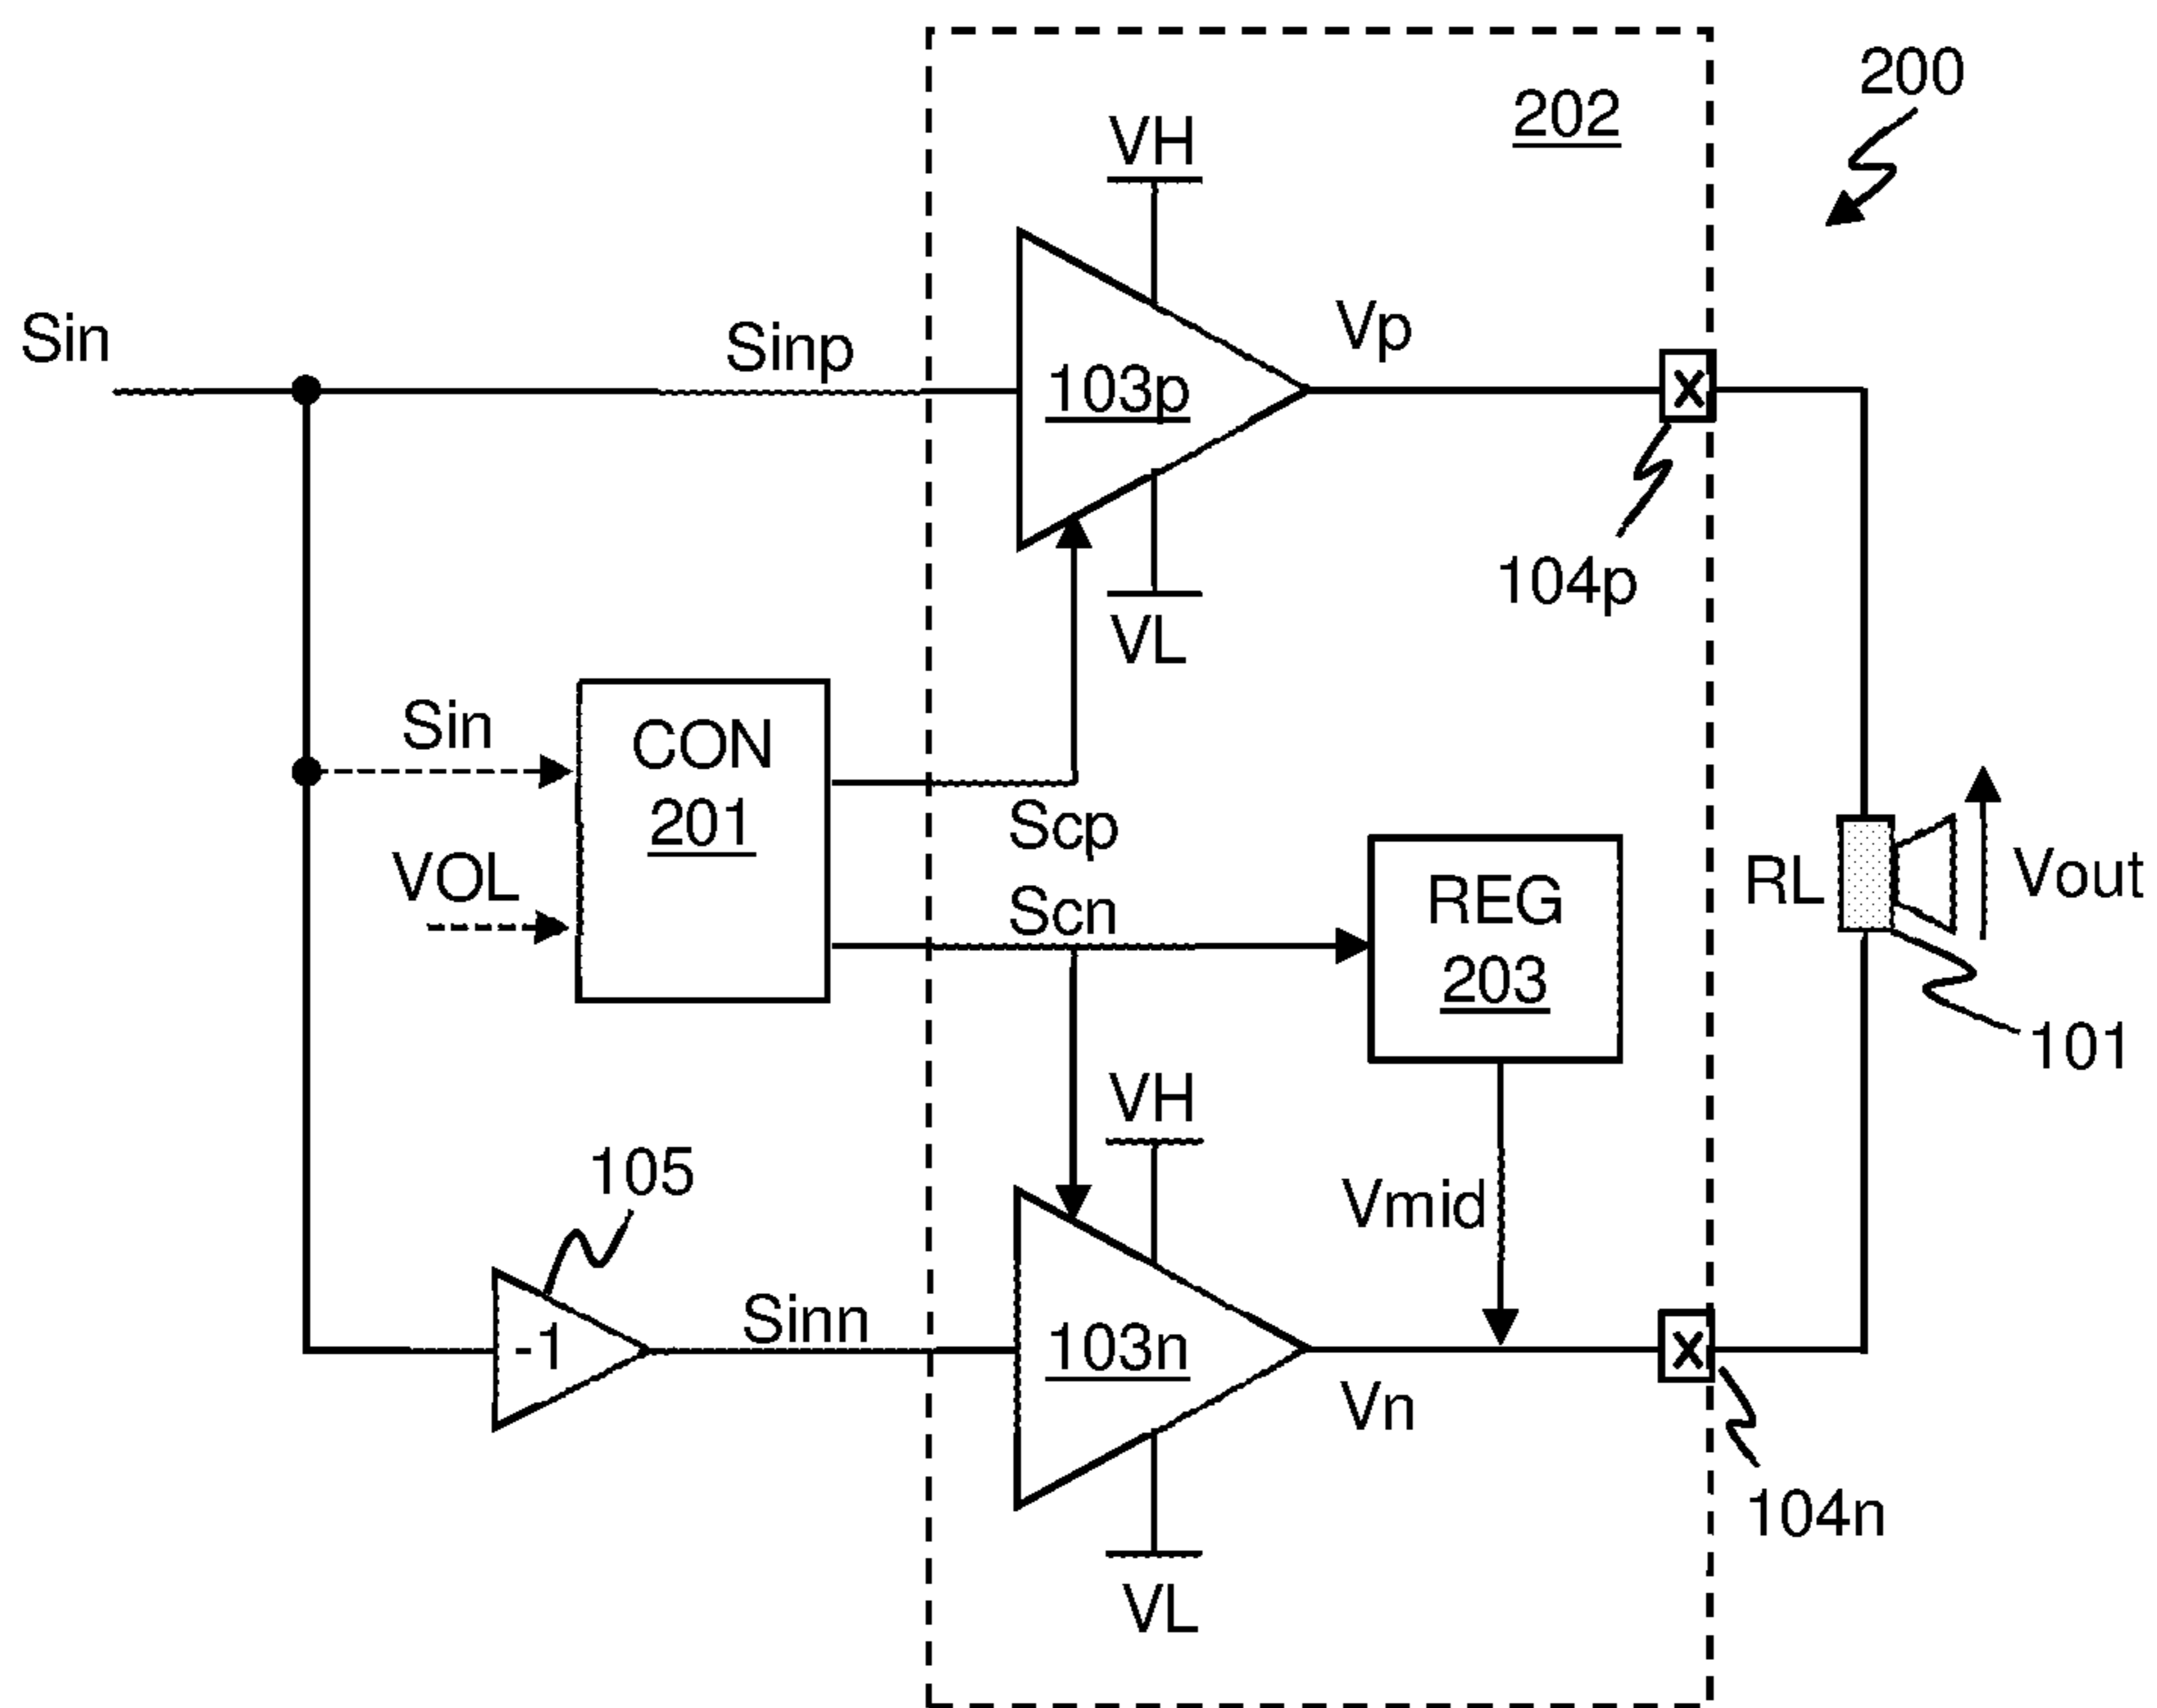 200
202
VH
Sin
Sinp
103p
Vp
X
104p
VL
Sin
CON
201
VOL
Scp
Scn
REG
203
RL
Vout
101
VH
105
Vmid
-1
Sinn
103n
X
Vn
104n
VL